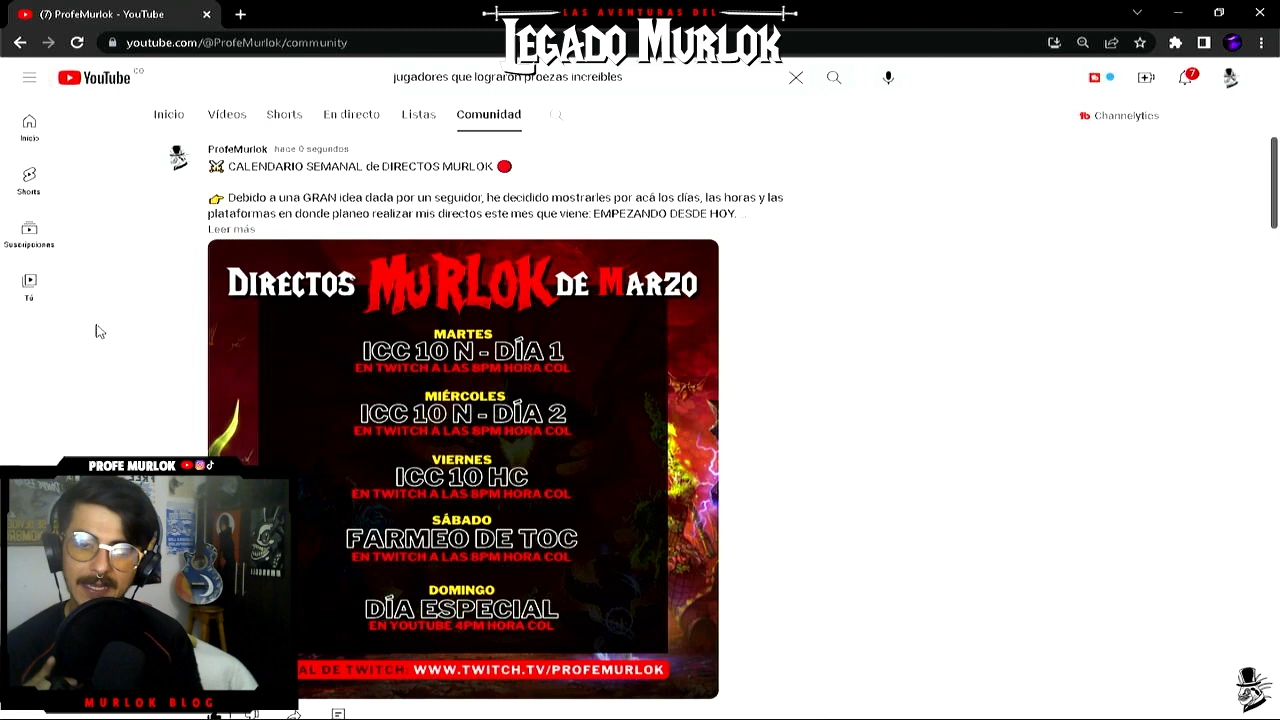 (7) ProfeMurlok - YouTube
LAS AVENTURAS DEL
LEGADO MURLOK
youtube.com/@ProfeMurlok/community
YouTube CO
jugadores que lograron proezas increíbles
7
Inicio Vídeos Shorts En directo Listas Comunidad
Channelytics
Inicio
Shorts
Suscripciones
Tú
ProfeMurlok hace 0 segundos
CALENDARIO SEMANAL de DIRECTOS MURLOK
Debido a una GRAN idea dada por un seguidor, he decidido mostrarles por acá los días, las horas y las
plataformas en donde planeo realizar mis directos este mes que viene: EMPEZANDO DESDE HOY. ...
Leer más
DIRECTOS MURLOK DE MARZO
MARTES
ICC 10 N - DÍA 1
EN TWITCH A LAS 8PM HORA COL
MIÉRCOLES
ICC 10 N - DÍA 2
EN TWITCH A LAS 8PM HORA COL
VIERNES
ICC 10 HC
EN TWITCH A LAS 8PM HORA COL
SÁBADO
FARMEO DE TOC
EN TWITCH A LAS 8PM HORA COL
DOMINGO
DÍA ESPECIAL
EN YOUTUBE 4PM HORA COL
AL DE TWITCH: WWW.TWITCH.TV/PROFEMURLOK
PROFE MURLOK
MURLOK BLOG